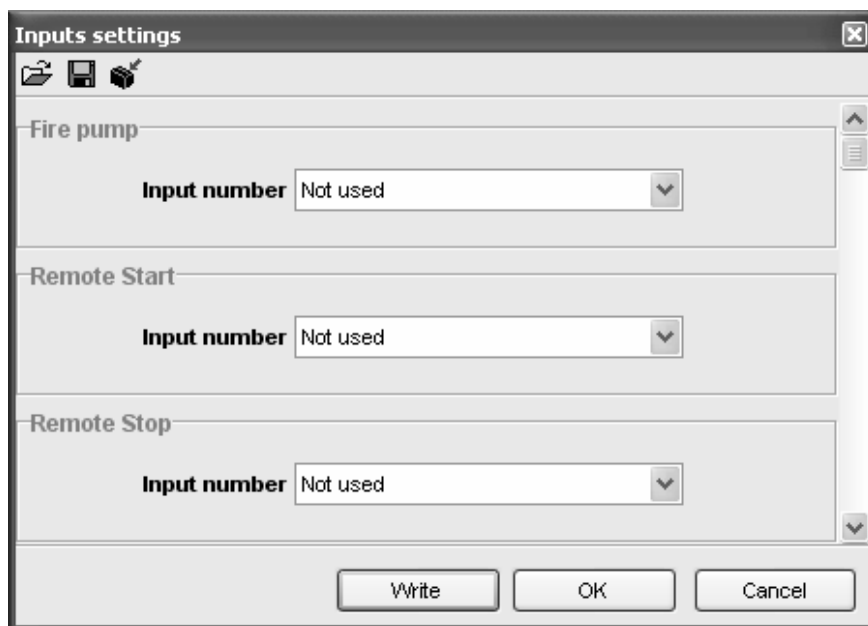 Inputs settings
Fire pump
Input number Not used
Remote Start
Input number Not used
Remote Stop
Input number Not used
Write OK Cancel